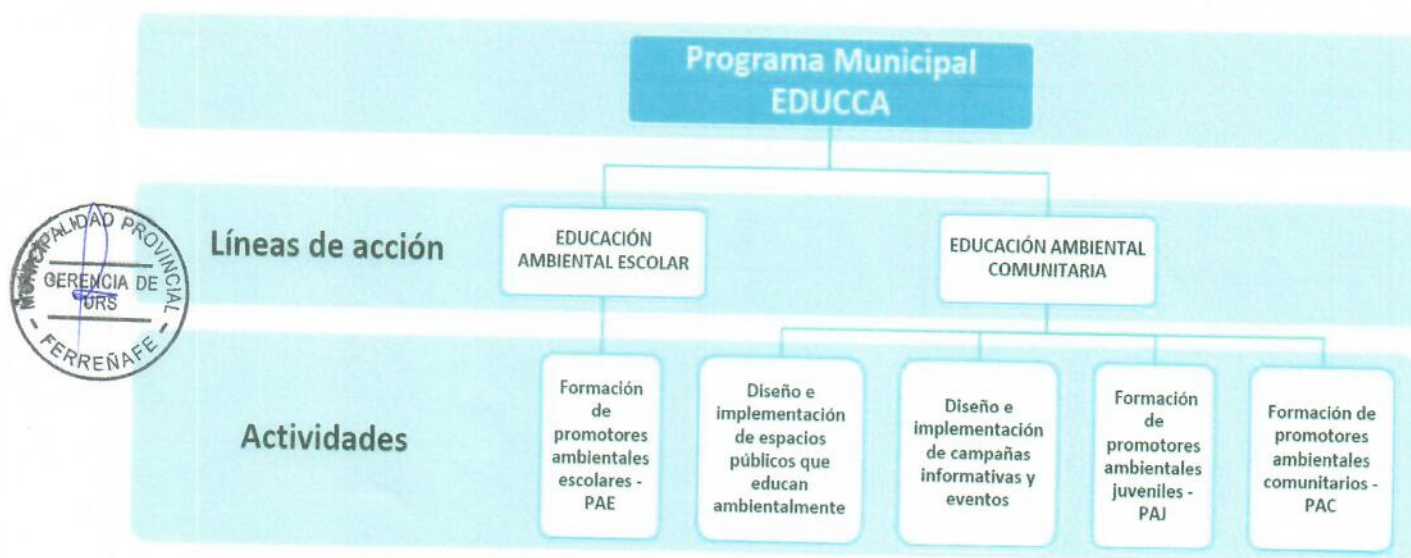 Programa Municipal
EDUCCA
Líneas de acción
EDUCACIÓN
AMBIENTAL ESCOLAR
EDUCACIÓN AMBIENTAL
COMUNITARIA
MUNICIPALIDAD PROVINCIAL
GERENCIA DE
URS
- FERREÑAFE -
Actividades
Formación
de
promotores
ambientales
escolares -
PAE
Diseño e
implementación
de espacios
públicos que
educan
ambientalmente
Diseño e
implementación
de campañas
informativas y
eventos
Formación
de
promotores
ambientales
juveniles -
PAJ
Formación de
promotores
ambientales
comunitarios -
PAC